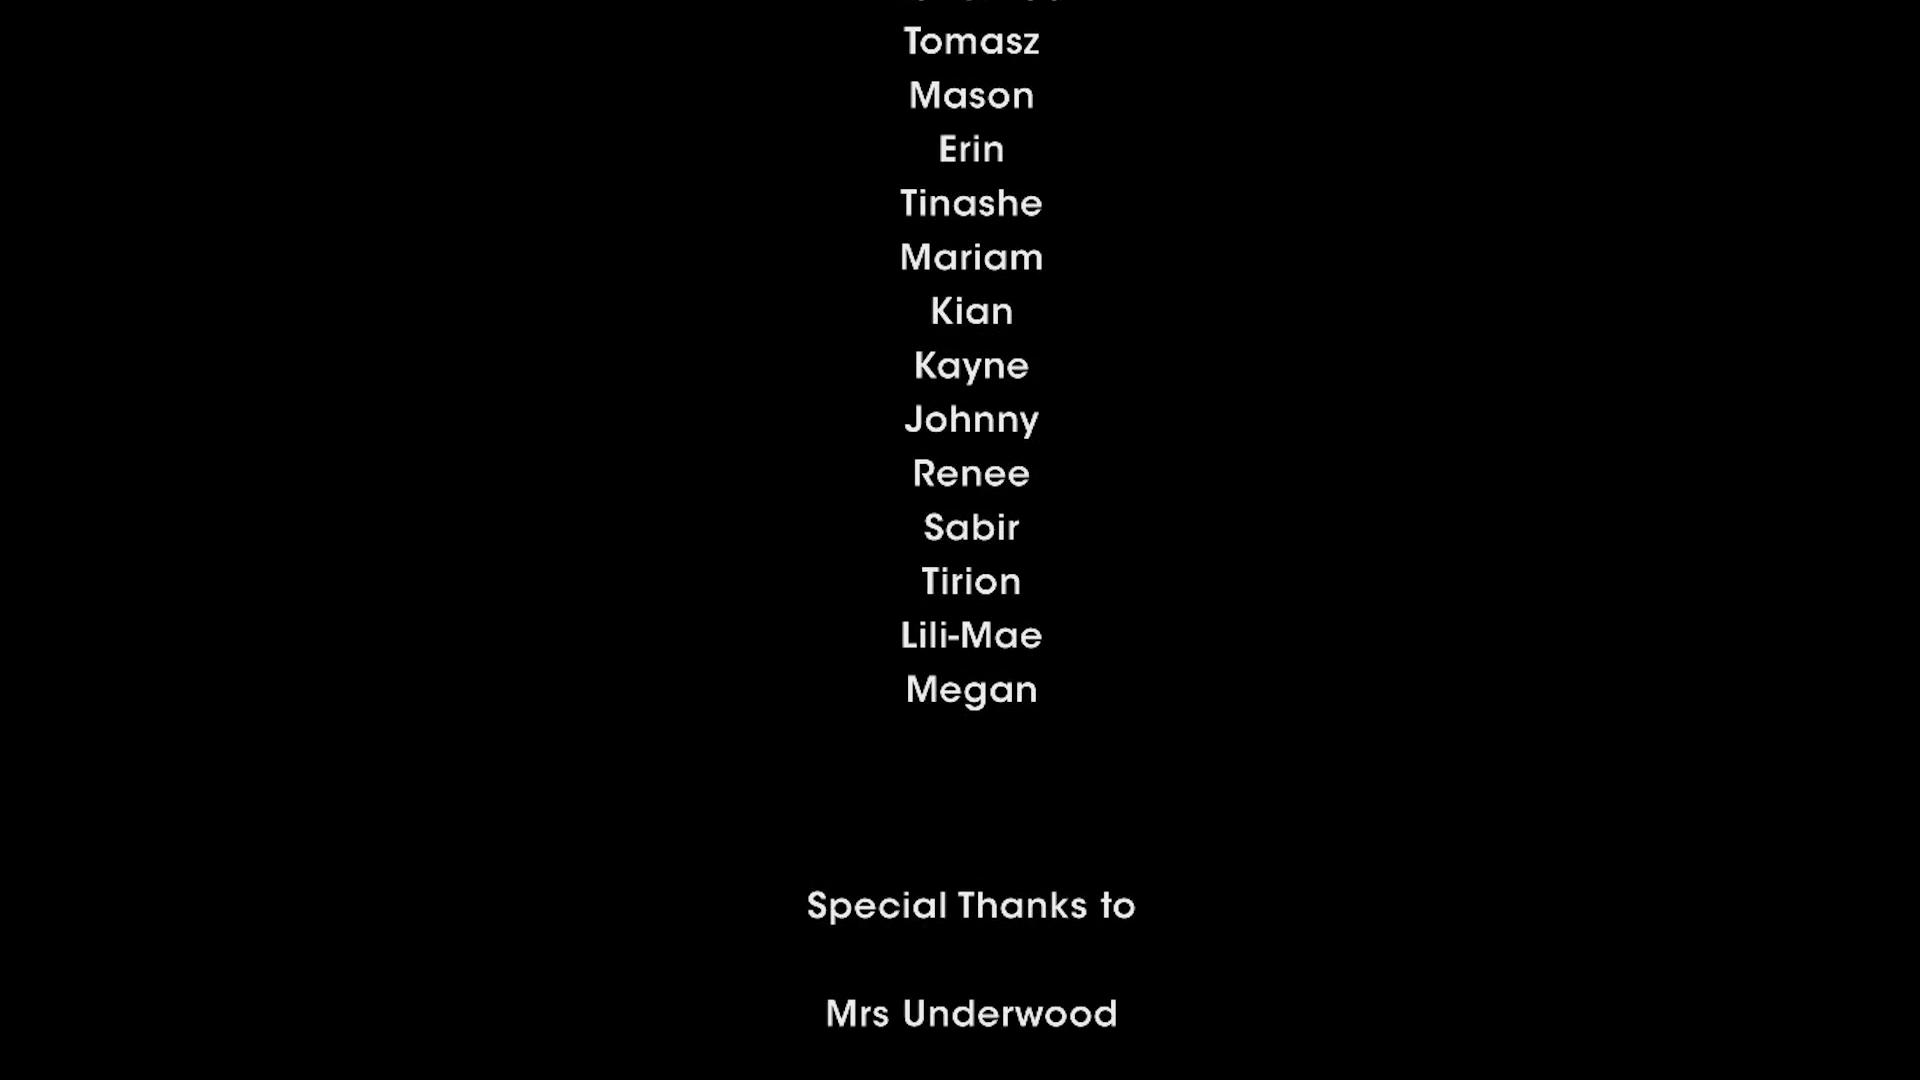 Tomasz
Mason
Erin
Tinashe
Mariam
Kian
Kayne
Johnny
Renee
Sabir
Tirion
Lili-Mae
Megan
Special Thanks to
Mrs Underwood